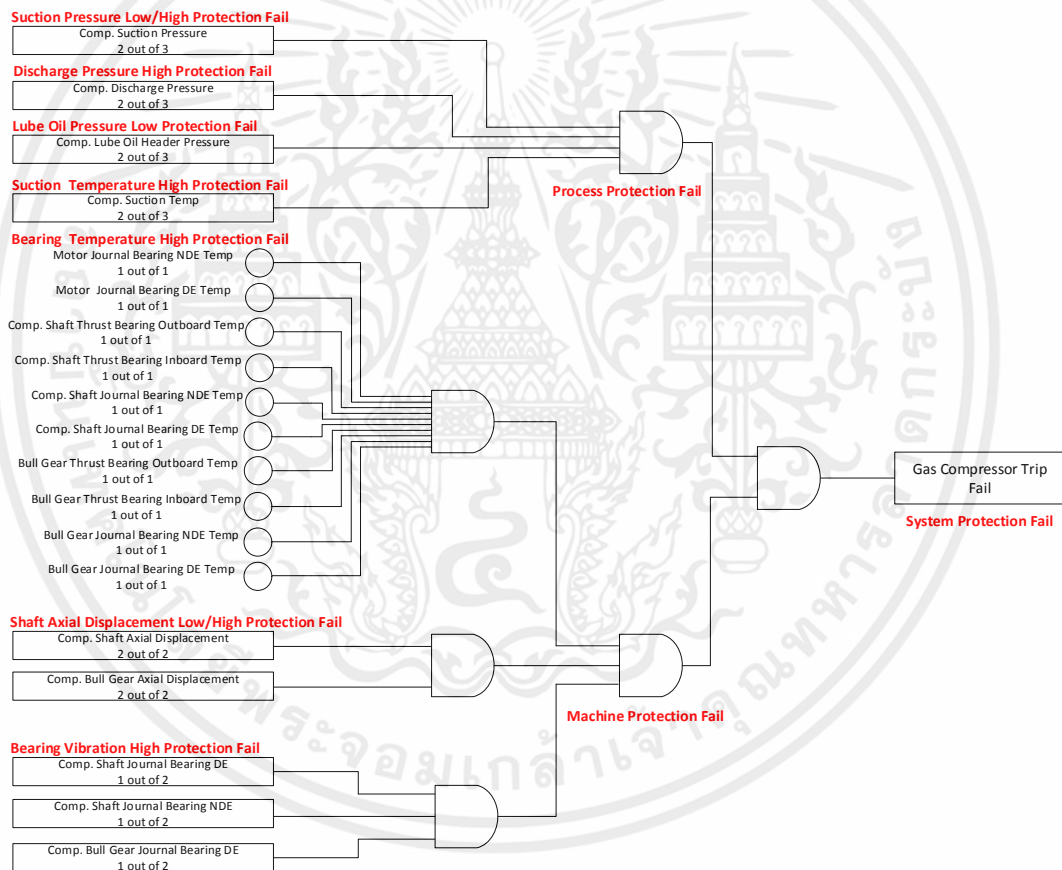 Suction Pressure Low/High Protection Fail
Comp. Suction Pressure
2 out of 3
Discharge Pressure High Protection Fail
Comp. Discharge Pressure
2 out of 3
Lube Oil Pressure Low Protection Fail
Comp. Lube Oil Header Pressure
2 out of 3
Suction Temperature High Protection Fail
Comp. Suction Temp
2 out of 3
Process Protection Fail
Bearing Temperature High Protection Fail
Motor Journal Bearing NDE Temp
1 out of 1
Motor Journal Bearing DE Temp
1 out of 1
Comp. Shaft Thrust Bearing Outboard Temp
1 out of 1
Comp. Shaft Thrust Bearing Inboard Temp
1 out of 1
Comp. Shaft Journal Bearing NDE Temp
1 out of 1
Comp. Shaft Journal Bearing DE Temp
1 out of 1
Bull Gear Thrust Bearing Outboard Temp
1 out of 1
Bull Gear Thrust Bearing Inboard Temp
1 out of 1
Bull Gear Journal Bearing NDE Temp
1 out of 1
Bull Gear Journal Bearing DE Temp
1 out of 1
Gas Compressor Trip
Fail
System Protection Fail
Shaft Axial Displacement Low/High Protection Fail
Comp. Shaft Axial Displacement
2 out of 2
Comp. Bull Gear Axial Displacement
2 out of 2
Machine Protection Fail
Bearing Vibration High Protection Fail
Comp. Shaft Journal Bearing DE
1 out of 2
Comp. Shaft Journal Bearing NDE
1 out of 2
Comp. Bull Gear Journal Bearing DE
1 out of 2